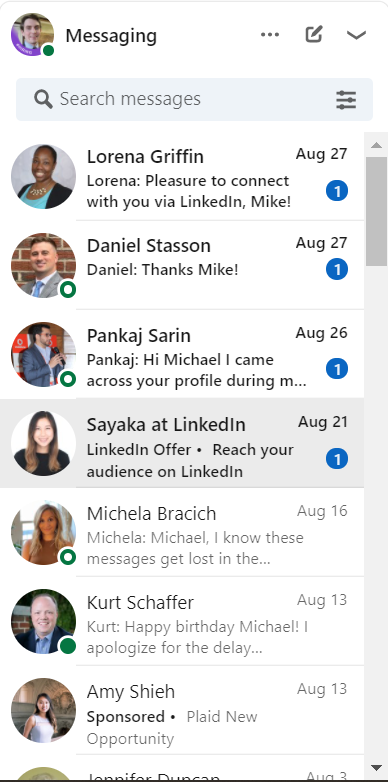 Messaging
Search messages
Lorena Griffin Aug 27
Lorena: Pleasure to connect
with you via LinkedIn, Mike! 1
Daniel Stasson Aug 27
Daniel: Thanks Mike! 1
Pankaj Sarin Aug 26
Pankaj: Hi Michael I came
across your profile during m... 1
Sayaka at LinkedIn Aug 21
LinkedIn Offer • Reach your
audience on LinkedIn 1
Michela Bracich Aug 16
Michela: Michael, I know these
messages get lost in the...
Kurt Schaffer Aug 13
Kurt: Happy birthday Michael! I
apologize for the delay...
Amy Shieh Aug 13
Sponsored • Plaid New
Opportunity
Jennifer Duncan Aug 3